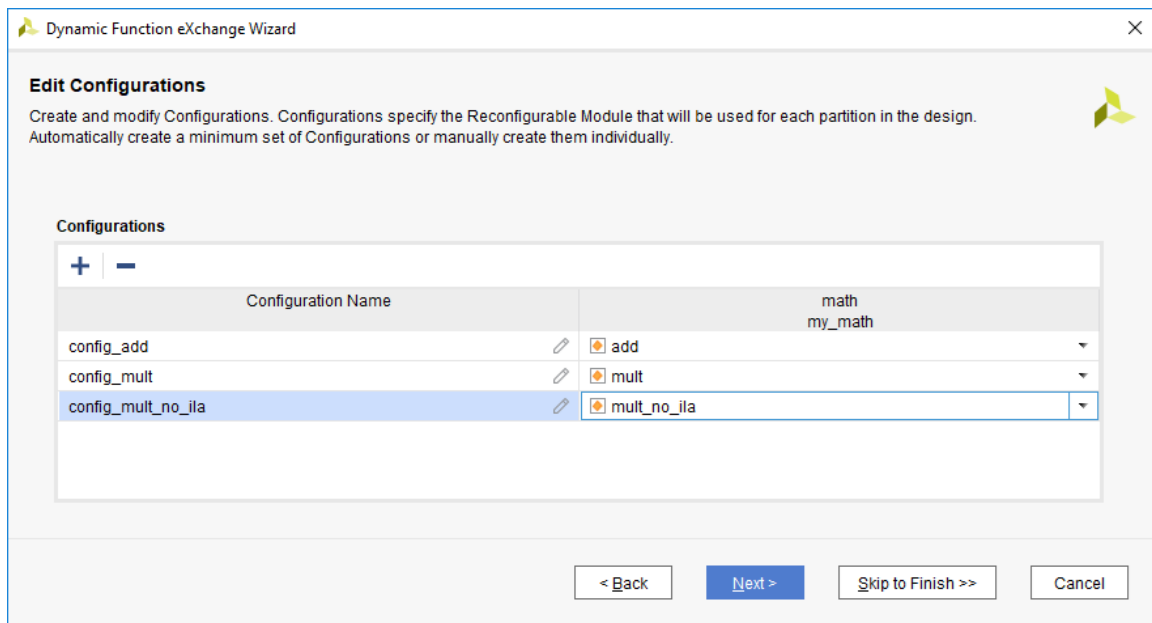 Dynamic Function eXchange Wizard
Edit Configurations
Create and modify Configurations. Configurations specify the Reconfigurable Module that will be used for each partition in the design.
Automatically create a minimum set of Configurations or manually create them individually.
Configurations
Configuration Name math
my_math
config_add add
config_mult mult
config_mult_no_ila mult_no_ila
< Back Next > Skip to Finish >> Cancel